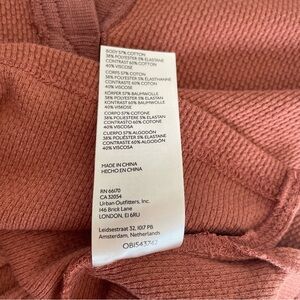 BODY 57% COTTON
38% POLYESTER 5% ELASTANE
CONTRAST 60% COTTON
40% VISCOSE
CORPS 57% COTON
38% POLYESTER 5% ELASTHANNE
CONTRASTE 60% COTON
40% VISCOSE
KÖRPER 57% BAUMWOLLE
38% POLYESTER 5% ELASTAN
KONTRAST 60% BAUMWOLLE
40% VISKOSE
CORPO 57% COTONE
38% POLIESTERE 5% ELASTAN
CONTRASTO 60% COTONE
40% VISCOSA
CUERPO 57% ALGODÓN
38% POLIÉSTER 5% ELASTANO
CONTRASTE 60% ALGODÓN
40% VISCOSA
MADE IN CHINA
HECHO EN CHINA
RN 66170
CA 32054
Urban Outfitters, Inc.
146 Brick Lane
LONDON, E1 6RU
Leidsestraat 32, 1017 PB
Amsterdam, Netherlands